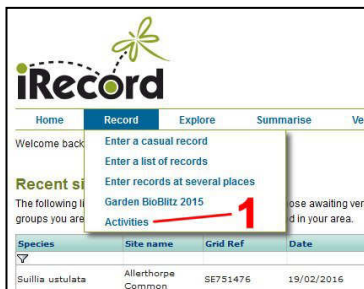 iRecord
Home Record Explore Summarise Ve
Welcome back
Enter a casual record
Enter a list of records
Enter records at several places
Garden BioBlitz 2015
Activities
1
Recent si
The following li ose awaiting ver
groups you are d in your area.
Species Site name Grid Ref Date
Suillia ustulata Allerthorpe Common SE751476 19/02/2016